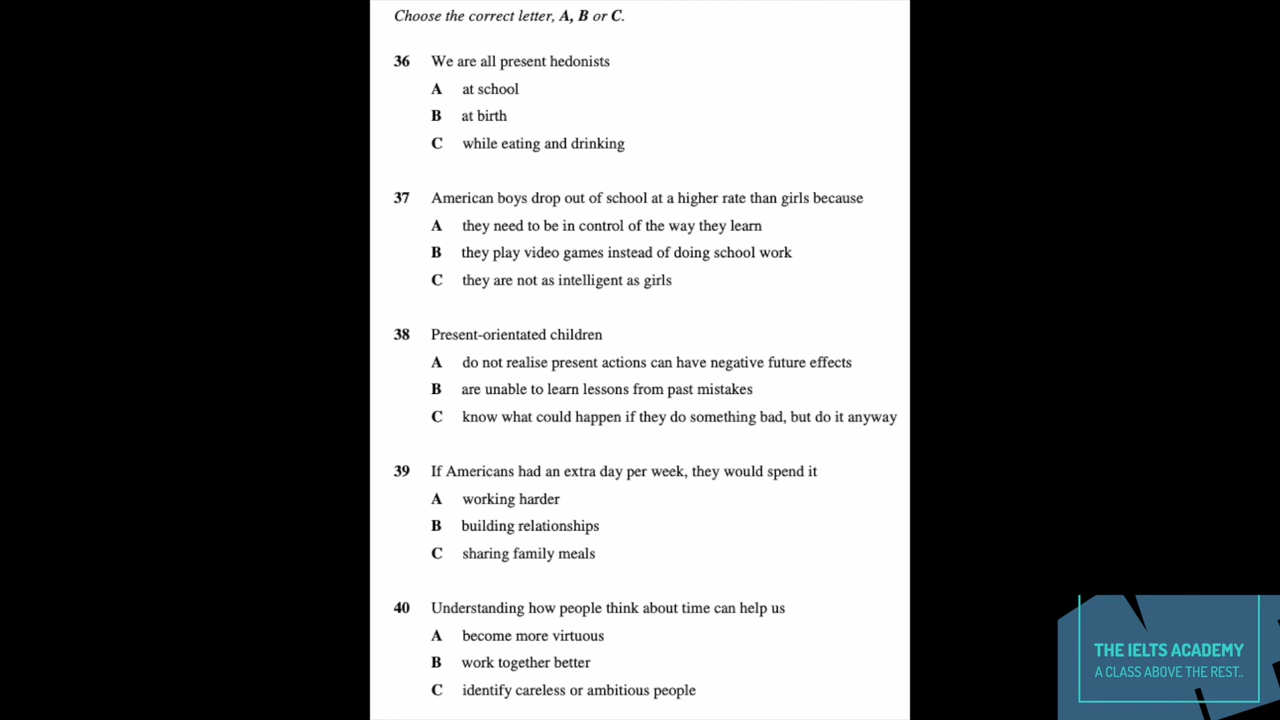 Choose the correct letter, A, B or C.
36 We are all present hedonists
A at school
B at birth
C while eating and drinking
37 American boys drop out of school at a higher rate than girls because
A they need to be in control of the way they learn
B they play video games instead of doing school work
C they are not as intelligent as girls
38 Present-orientated children
A do not realise present actions can have negative future effects
B are unable to learn lessons from past mistakes
C know what could happen if they do something bad, but do it anyway
39 If Americans had an extra day per week, they would spend it
A working harder
B building relationships
C sharing family meals
40 Understanding how people think about time can help us
A become more virtuous
B work together better
C identify careless or ambitious people
THE IELTS ACADEMY
A CLASS ABOVE THE REST..